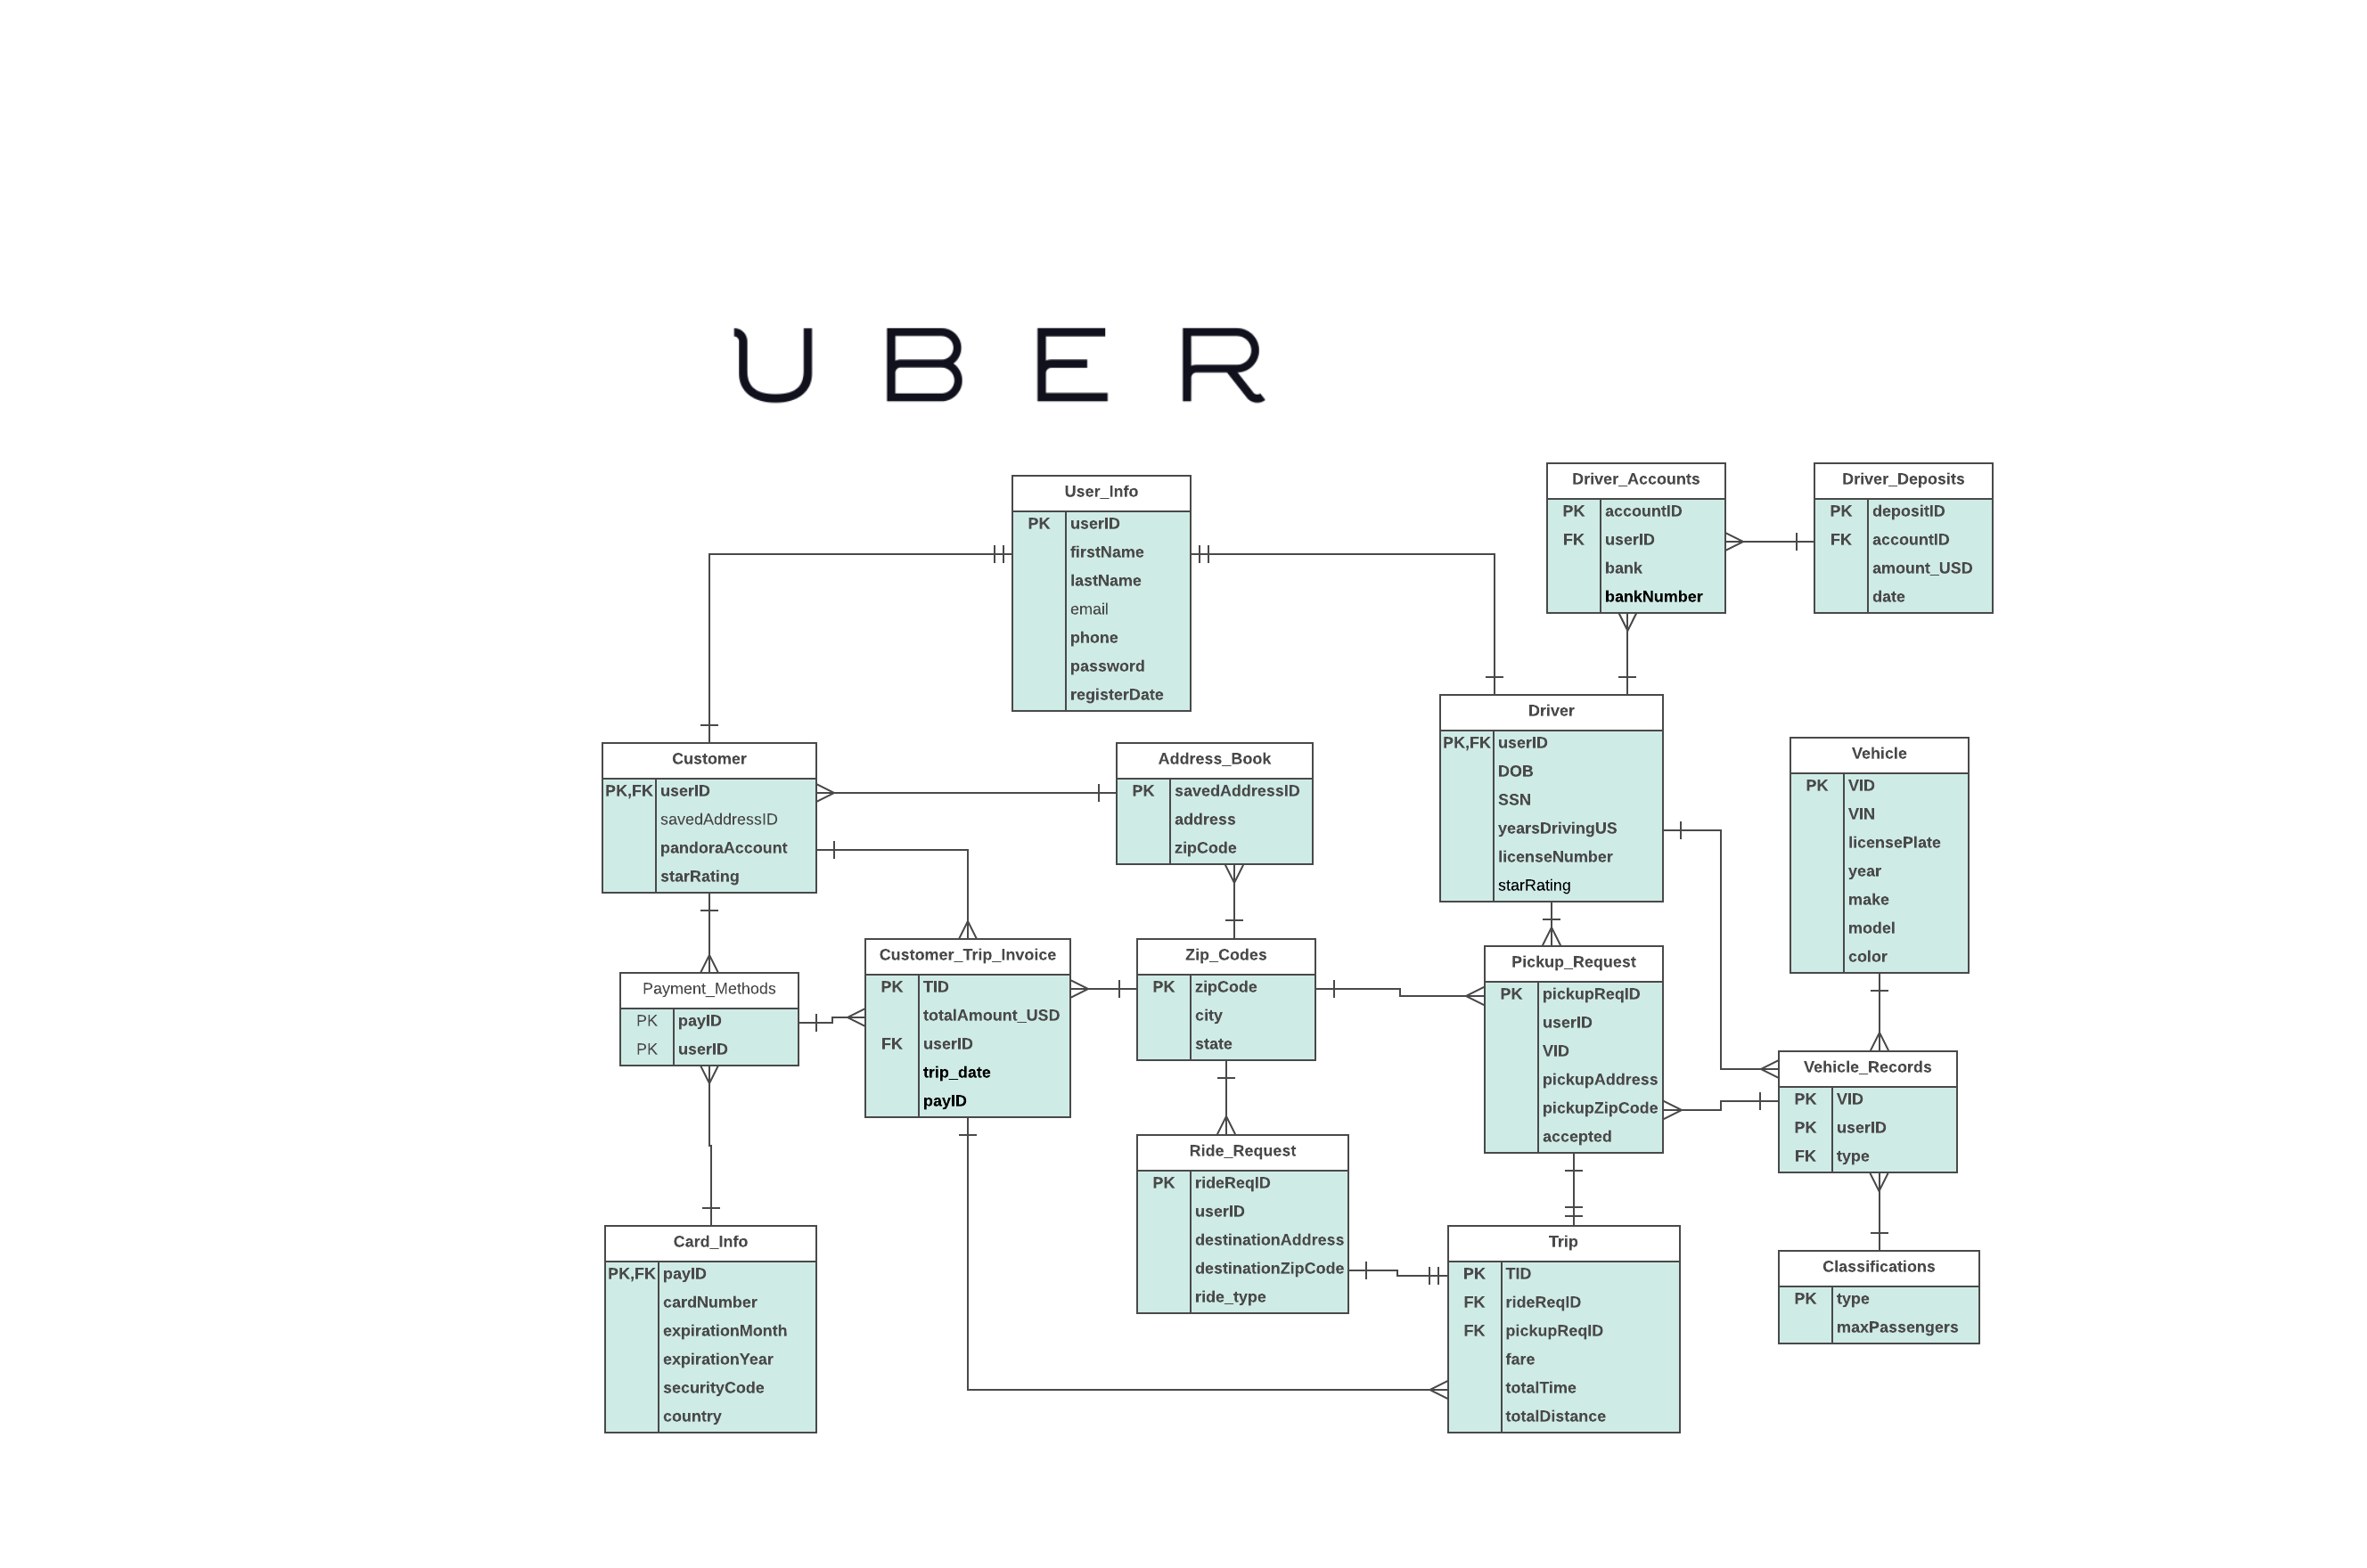 U B E R
User_Info
PK userID
firstName
lastName
email
phone
password
registerDate
Driver_Accounts
PK accountID
FK userID
bank
bankNumber
Driver_Deposits
PK depositID
FK accountID
amount_USD
date
Customer
PK,FK userID
savedAddressID
pandoraAccount
starRating
Address_Book
PK savedAddressID
address
zipCode
Driver
PK,FK userID
DOB
SSN
yearsDrivingUS
licenseNumber
starRating
Vehicle
PK VID
VIN
licensePlate
year
make
model
color
Payment_Methods
PK payID
PK userID
Customer_Trip_Invoice
PK TID
totalAmount_USD
FK userID
trip_date
payID
Zip_Codes
PK zipCode
city
state
Pickup_Request
PK pickupReqID
userID
VID
pickupAddress
pickupZipCode
accepted
Vehicle_Records
PK VID
PK userID
FK type
Ride_Request
PK rideReqID
userID
destinationAddress
destinationZipCode
ride_type
Card_Info
PK,FK payID
cardNumber
expirationMonth
expirationYear
securityCode
country
Trip
PK TID
FK rideReqID
FK pickupReqID
fare
totalTime
totalDistance
Classifications
PK type
maxPassengers